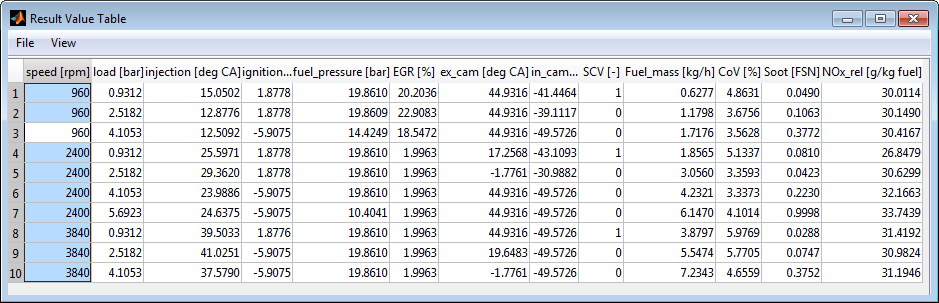 Result Value Table
File View
speed [rpm] load [bar] injection [deg CA] ignition... fuel_pressure [bar] EGR [%] ex_cam [deg CA] in_cam... SCV [-] Fuel_mass [kg/h] CoV [%] Soot [FSN] NOx_rel [g/kg fuel]
1 960 0.9312 15.0502 1.8778 19.8610 20.2036 44.9316 -41.4464 1 0.6277 4.8631 0.0490 30.0114
2 960 2.5182 12.8776 1.8778 19.8609 22.9083 44.9316 -39.1117 0 1.1798 3.6756 0.1063 30.1490
3 960 4.1053 12.5092 -5.9075 14.4249 18.5472 44.9316 -49.5726 0 1.7176 3.5628 0.3772 30.4167
4 2400 0.9312 25.5971 1.8778 19.8610 1.9963 17.2568 -43.1093 1 1.8565 5.1337 0.0810 26.8479
5 2400 2.5182 29.3620 1.8778 19.8610 1.9963 -1.7761 -30.9882 0 3.0560 3.3593 0.0423 30.6299
6 2400 4.1053 23.9886 -5.9075 19.8610 1.9963 44.9316 -49.5726 0 4.2321 3.3373 0.2230 32.1663
7 2400 5.6923 24.6375 -5.9075 10.4041 1.9963 44.9316 -49.5726 0 6.1470 4.1014 0.9998 33.7439
8 3840 0.9312 39.5033 1.8776 19.8610 1.9963 44.9316 -49.5726 1 3.8797 5.9769 0.0288 31.4192
9 3840 2.5182 41.0251 -5.9075 19.8610 1.9963 19.6483 -49.5726 0 5.5474 5.7705 0.0747 30.9824
10 3840 4.1053 37.5790 -5.9075 19.8610 1.9963 -1.7761 -49.5726 0 7.2343 4.6559 0.3752 31.1946